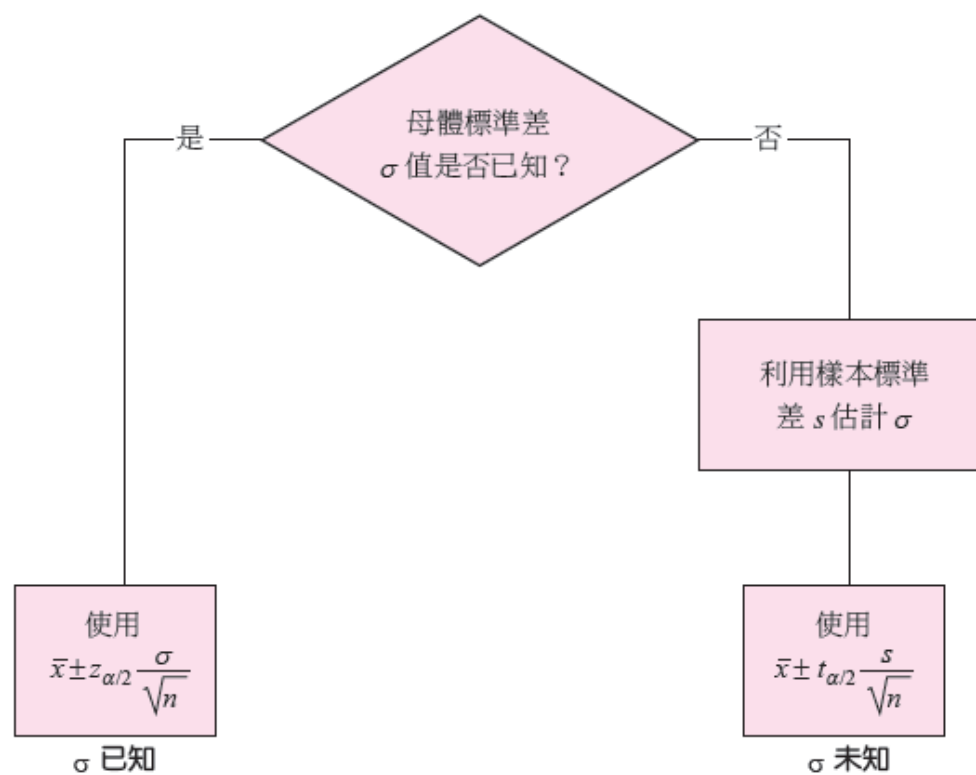 母體標準差
σ 值是否已知？
是
否
利用樣本標準
差 s 估計 σ
使用
x̄ ± z_{α/2} σ/√n
σ 已知
使用
x̄ ± t_{α/2} s/√n
σ 未知